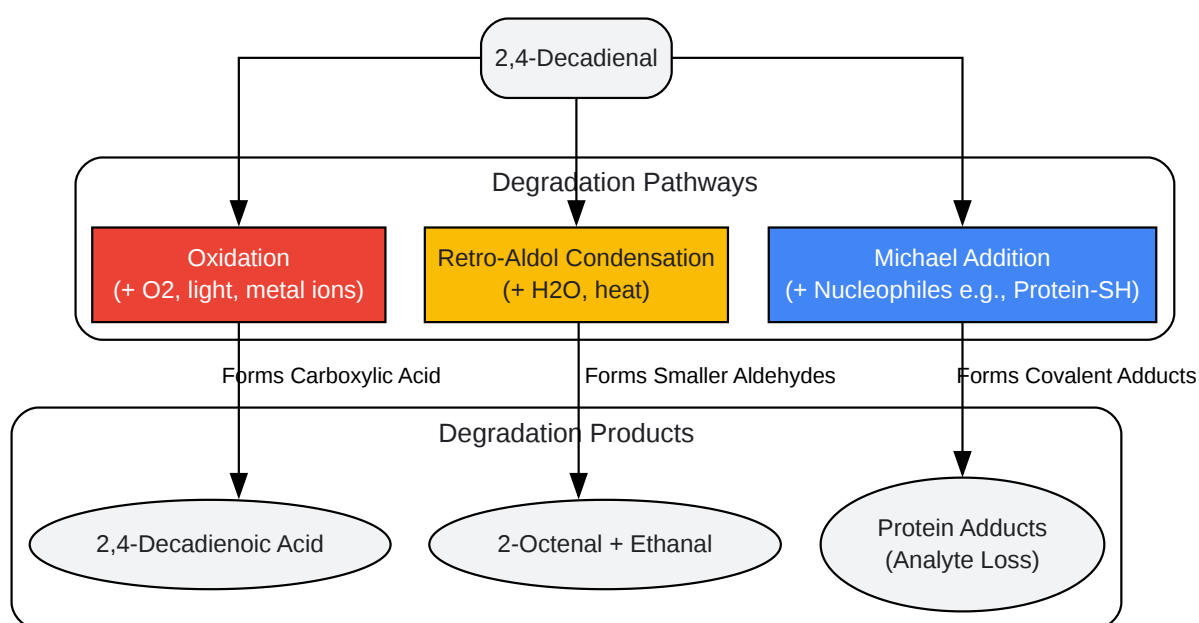 2,4-Decadienal
Degradation Pathways
Oxidation
(+ O2, light, metal ions)
Retro-Aldol Condensation
(+ H2O, heat)
Michael Addition
(+ Nucleophiles e.g., Protein-SH)
Forms Carboxylic Acid
Forms Smaller Aldehydes
Forms Covalent Adducts
Degradation Products
2,4-Decadienoic Acid
2-Octenal + Ethanal
Protein Adducts
(Analyte Loss)